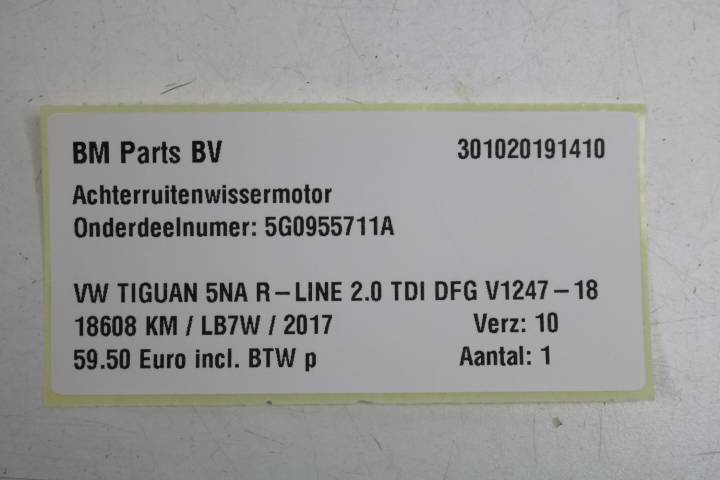 BM Parts BV 301020191410
Achterruitenwissermotor
Onderdeelnumer: 5G0955711A
VW TIGUAN 5NA R-LINE 2.0 TDI DFG V1247-18
18608 KM / LB7W / 2017 Verz: 10
59.50 Euro incl. BTW p Aantal: 1